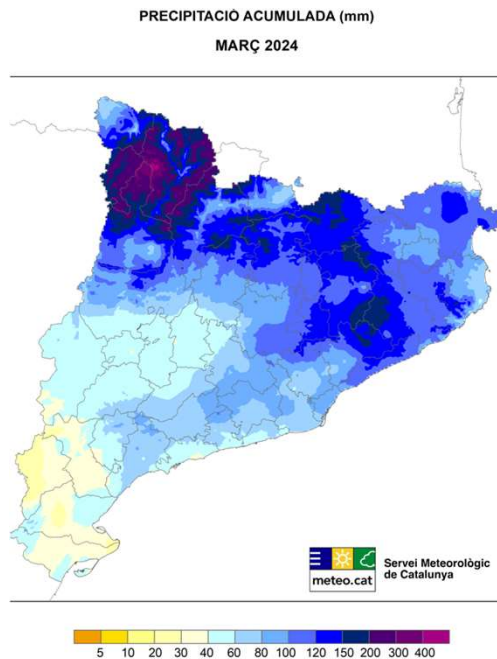 PRECIPITACIÓ ACUMULADA (mm)
MARÇ 2024
meteo.cat
Servei Meteorològic
de Catalunya
5 10 20 30 40 60 80 100 120 150 200 300 400